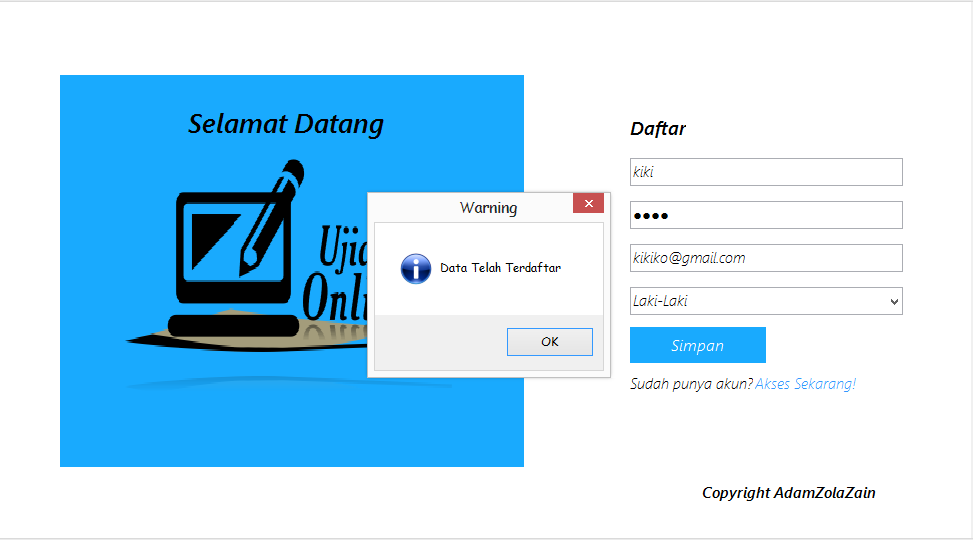 Selamat Datang
Ujia
Onli
Warning
Data Telah Terdaftar
OK
Daftar
kiki
●●●●
kikiko@gmail.com
Laki-Laki
Simpan
Sudah punya akun? Akses Sekarang!
Copyright AdamZolaZain